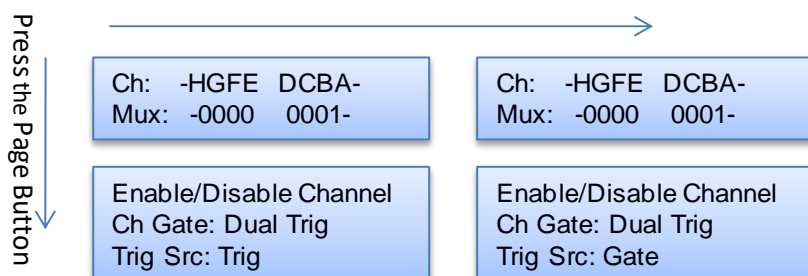 Press the Page Button
Ch: -HGFE DCBA-
Mux: -0000 0001-
Ch: -HGFE DCBA-
Mux: -0000 0001-
Enable/Disable Channel
Ch Gate: Dual Trig
Trig Src: Trig
Enable/Disable Channel
Ch Gate: Dual Trig
Trig Src: Gate